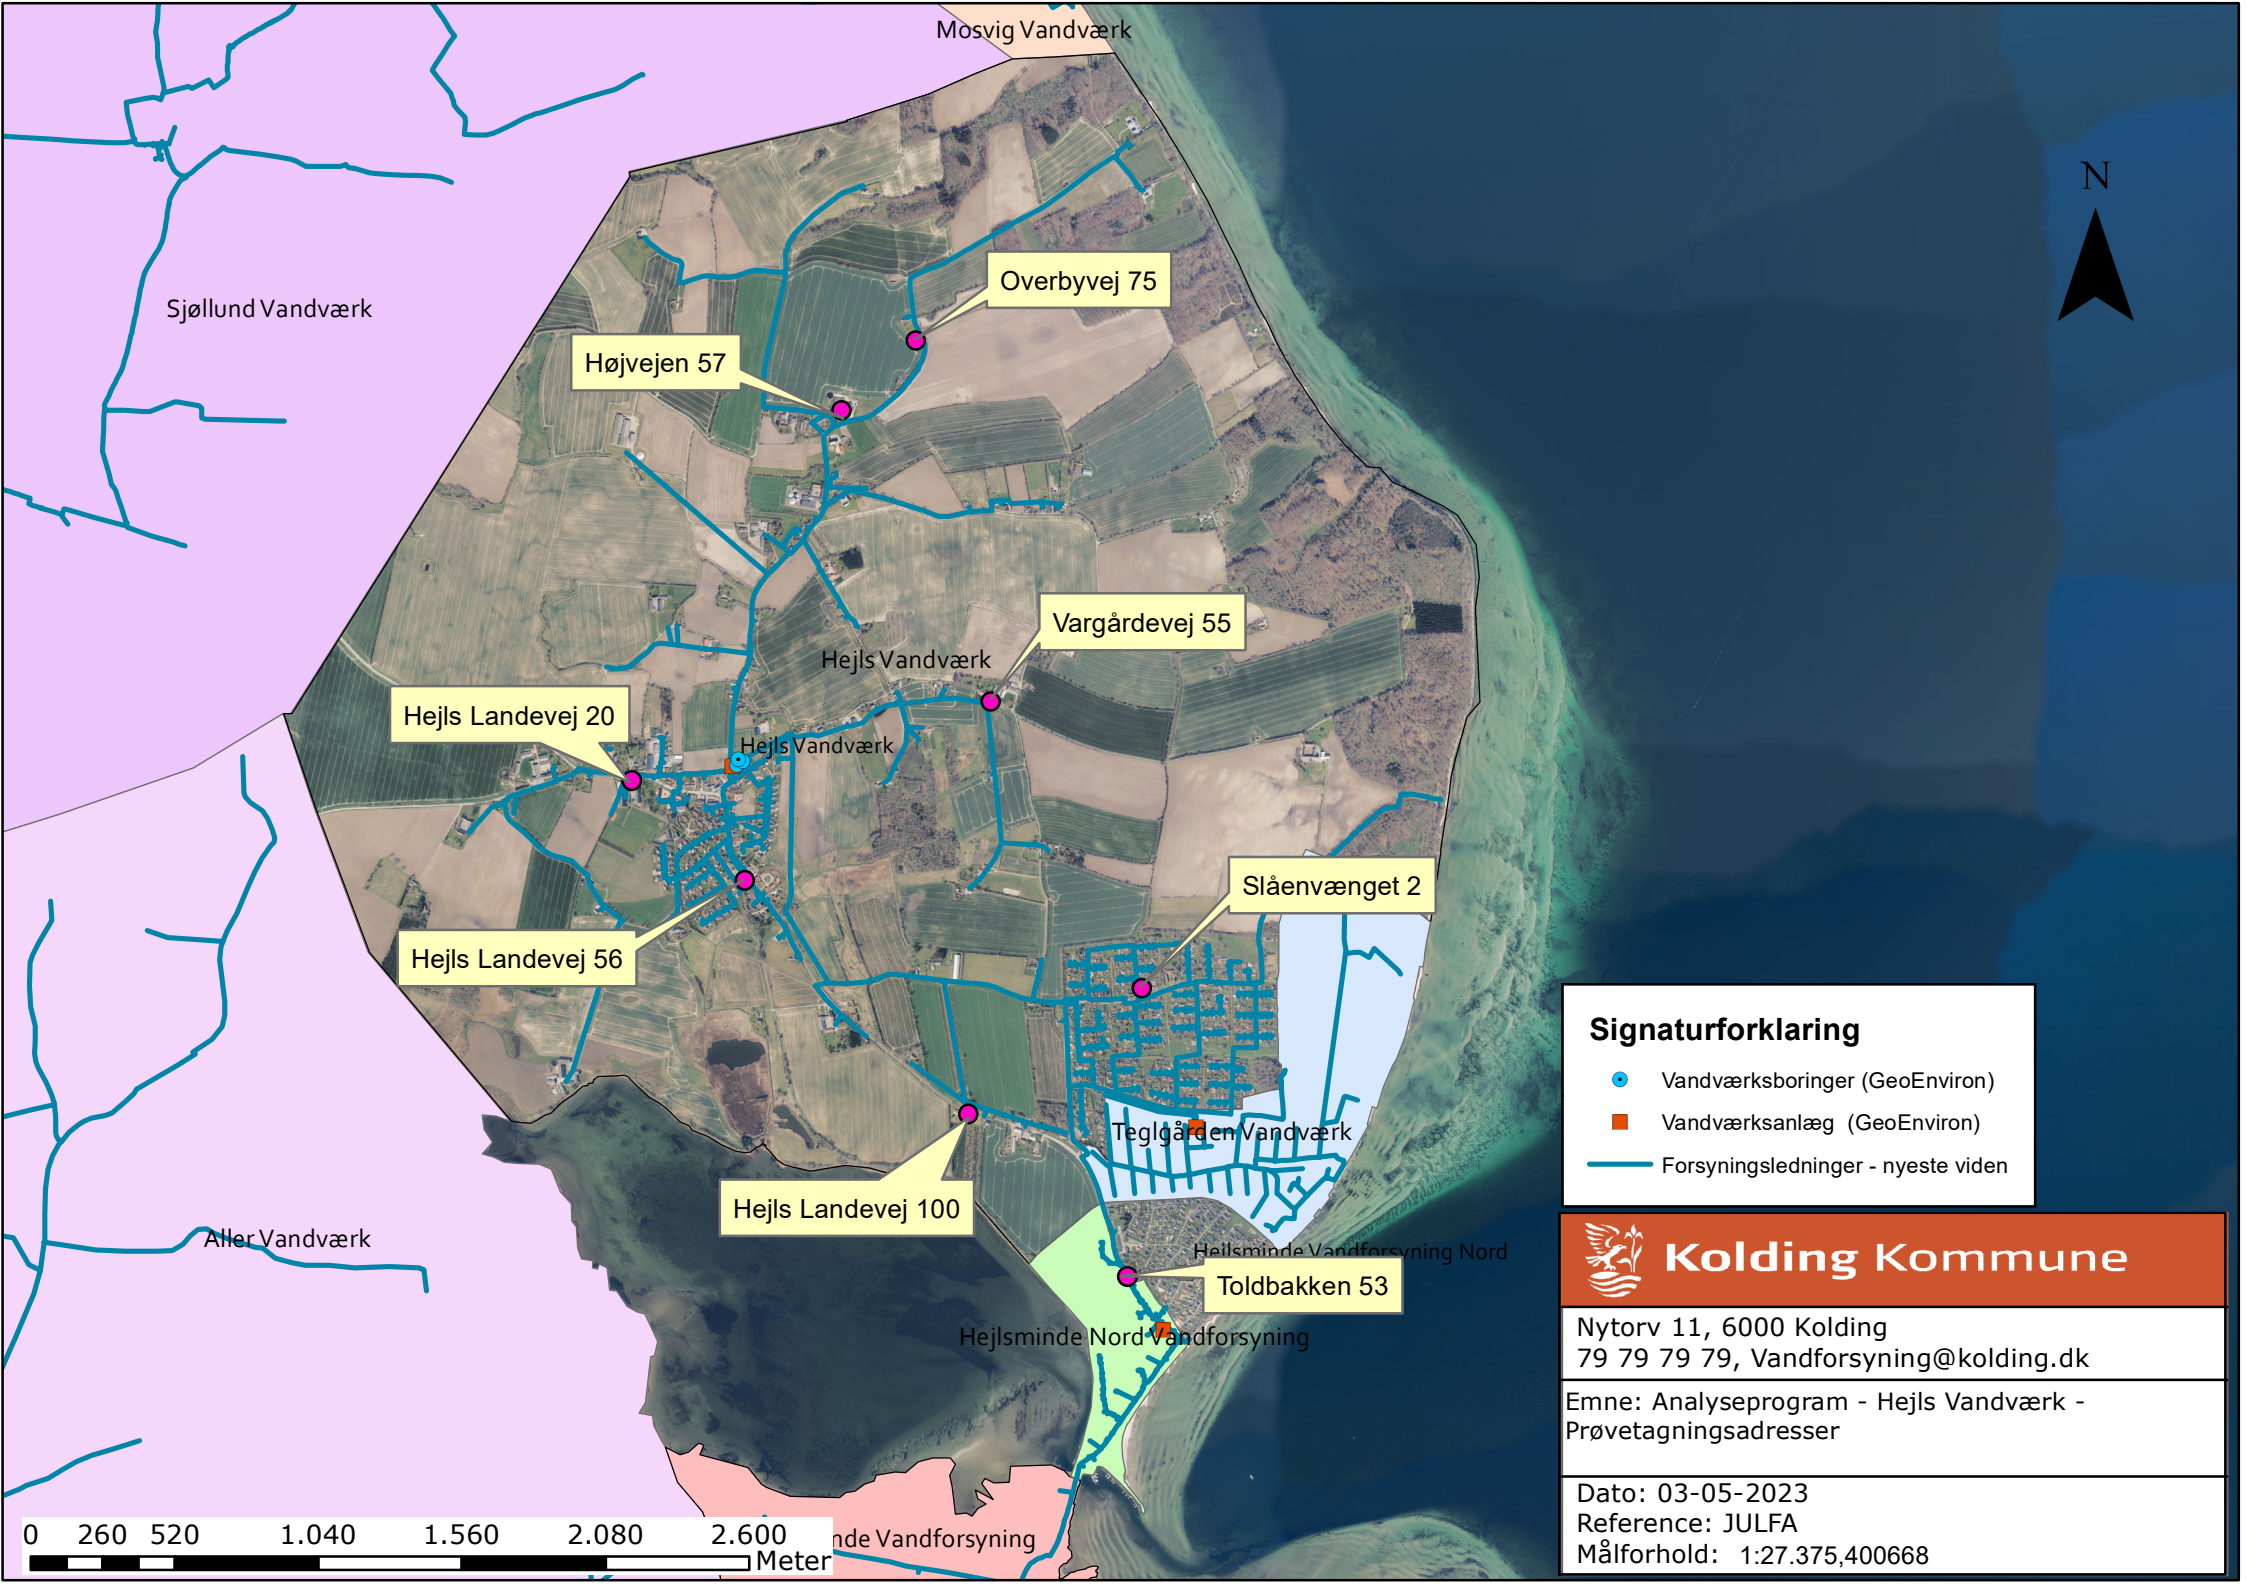 Mosvig Vandværk
N
Overbyvej 75
Sjøllund Vandværk
Højvejen 57
Vargårdevej 55
Hejls Vandværk
Hejls Landevej 20
Hejls Vandværk
Slåenvænget 2
Hejls Landevej 56
Signaturforklaring
Vandværksboringer (GeoEnviron)
Vandværksanlæg (GeoEnviron)
Forsyningsledninger - nyeste viden
Teglgården Vandværk
Hejls Landevej 100
Aller Vandværk
Hejlsminde Vandforsyning Nord
Toldbakken 53
Hejlsminde Nord Vandforsyning
Kolding Kommune
Nytorv 11, 6000 Kolding
79 79 79 79, Vandforsyning@kolding.dk
Emne: Analyseprogram - Hejls Vandværk -
Prøvetagningsadresser
Dato: 03-05-2023
Reference: JULFA
Målforhold: 1:27.375,400668
0 260 520 1.040 1.560 2.080 2.600
Meter
nde Vandforsyning